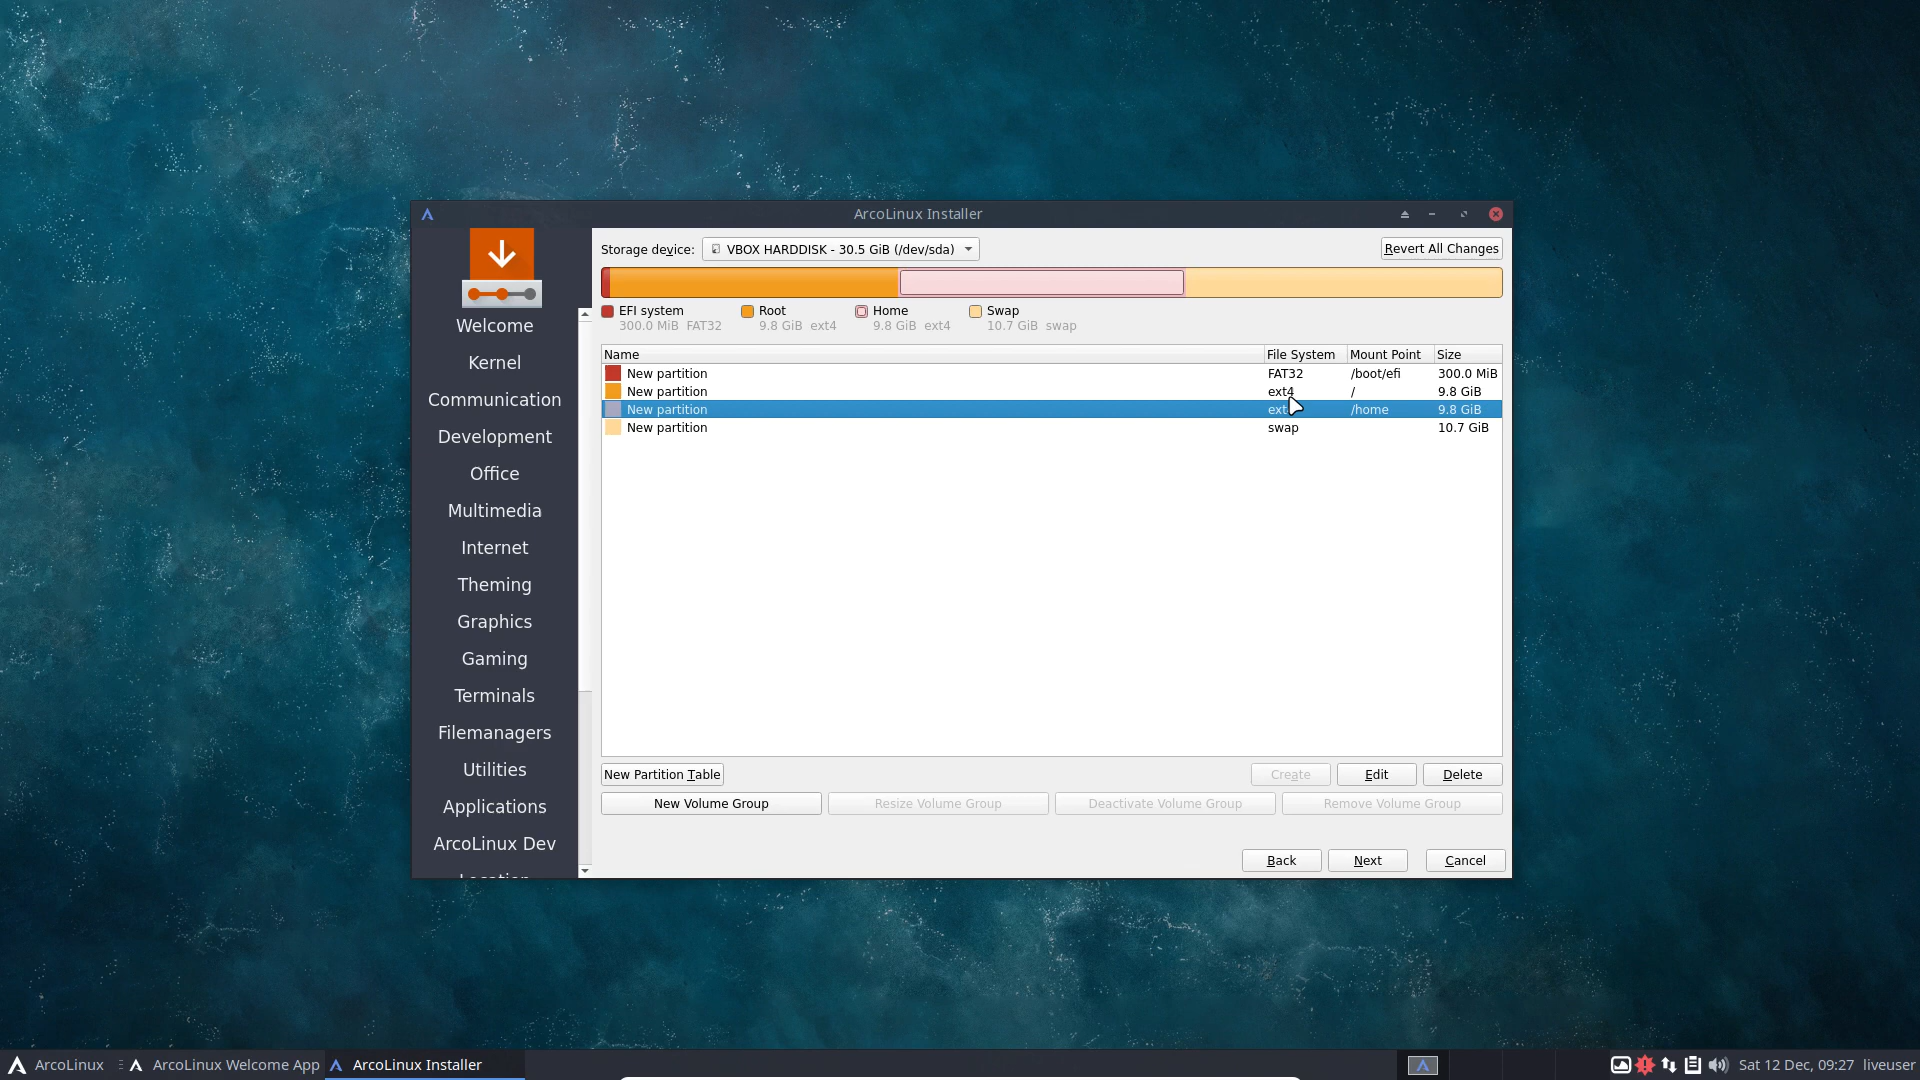 ArcoLinux Installer
Storage device: VBOX HARDDISK - 30.5 GiB (/dev/sda) Revert All Changes
EFI system Root Home Swap
300.0 MiB FAT32 9.8 GiB ext4 9.8 GiB ext4 10.7 GiB swap
Name File System Mount Point Size
New partition FAT32 /boot/efi 300.0 MiB
New partition ext4 / 9.8 GiB
New partition /home 9.8 GiB
New partition swap 10.7 GiB
Welcome
Kernel
Communication
Development
Office
Multimedia
Internet
Theming
Graphics
Gaming
Terminals
Filemanagers
Utilities
Applications
ArcoLinux Dev
New Partition Table Create Edit Delete
New Volume Group Resize Volume Group Deactivate Volume Group Remove Volume Group
Back Next Cancel
ArcoLinux ArcoLinux Welcome App ArcoLinux Installer Sat 12 Dec, 09:27 liveuser